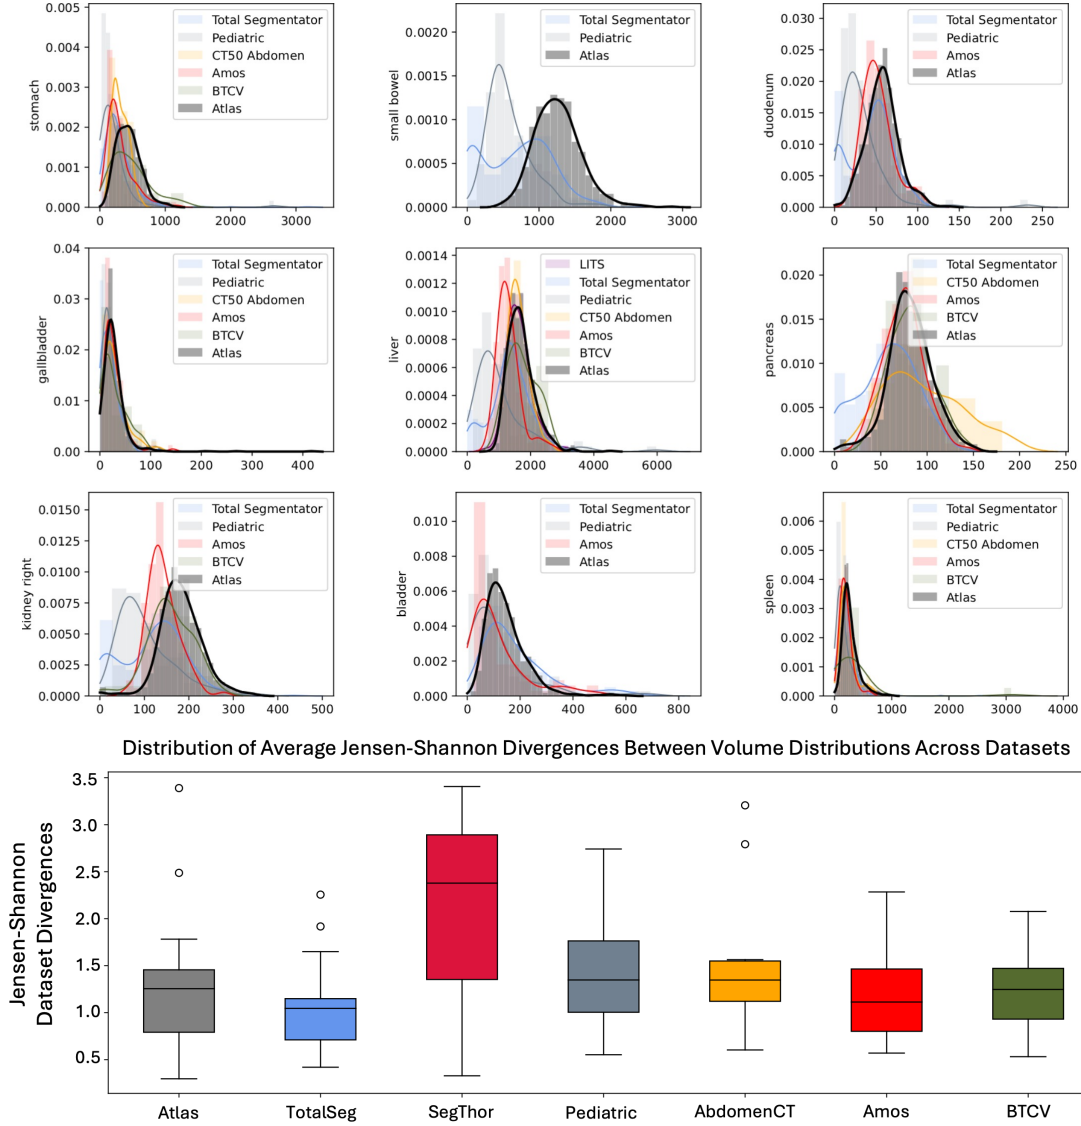 0.005
0.004
0.003
0.002
0.001
0.000
stomach
0
1000
2000
3000
Total Segmentator
Pediatric
CT50 Abdomen
Amos
BTCV
Atlas
0.0020
0.0015
0.0010
0.0005
0.0000
small bowel
0
1000
2000
3000
Total Segmentator
Pediatric
Atlas
0.030
0.025
0.020
0.015
0.010
0.005
0.000
duodenum
0
50
100
150
200
250
Total Segmentator
Pediatric
Amos
Atlas
0.04
0.03
0.02
0.01
0.00
gallbladder
0
100
200
300
400
Total Segmentator
Pediatric
CT50 Abdomen
Amos
BTCV
Atlas
0.0014
0.0012
0.0010
0.0008
0.0006
0.0004
0.0002
0.0000
liver
0
2000
4000
6000
LITS
Total Segmentator
Pediatric
CT50 Abdomen
Amos
BTCV
Atlas
0.020
0.015
0.010
0.005
0.000
pancreas
0
50
100
150
200
250
Total Segmentator
CT50 Abdomen
Amos
BTCV
Atlas
0.0150
0.0125
0.0100
0.0075
0.0050
0.0025
0.0000
kidney right
0
100
200
300
400
500
Total Segmentator
Pediatric
Amos
BTCV
Atlas
0.010
0.008
0.006
0.004
0.002
0.000
bladder
0
200
400
600
800
Total Segmentator
Pediatric
Amos
Atlas
0.006
0.005
0.004
0.003
0.002
0.001
0.000
spleen
0
1000
2000
3000
4000
Total Segmentator
Pediatric
CT50 Abdomen
Amos
BTCV
Atlas
Distribution of Average Jensen-Shannon Divergences Between Volume Distributions Across Datasets
Jensen-Shannon
Dataset Divergences
3.5
3.0
2.5
2.0
1.5
1.0
0.5
Atlas
TotalSeg
SegThor
Pediatric
AbdomenCT
Amos
BTCV